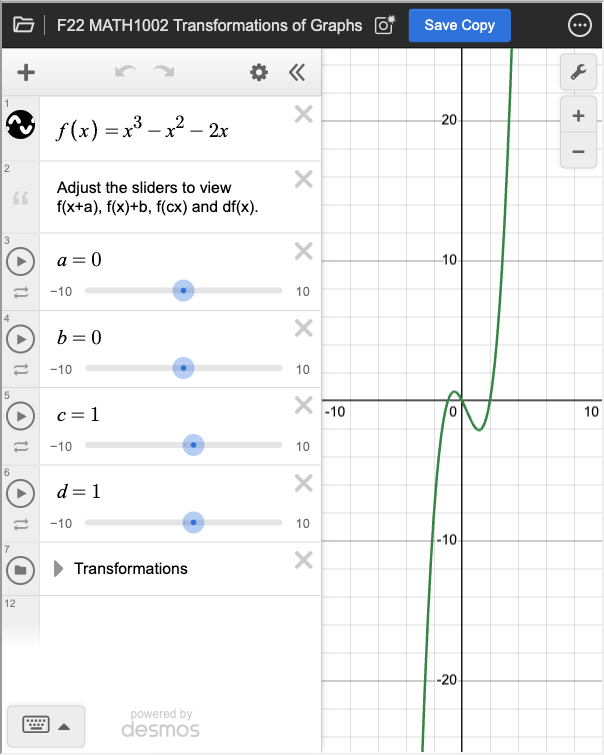 F22 MATH1002 Transformations of Graphs
Save Copy
1
f(x) = x³ − x² − 2x
2
Adjust the sliders to view
f(x+a), f(x)+b, f(cx) and df(x).
3
a = 0
−10
10
4
b = 0
−10
10
5
c = 1
−10
10
6
d = 1
−10
10
7
Transformations
12
powered by
desmos
20
10
-10
0
10
-10
-20